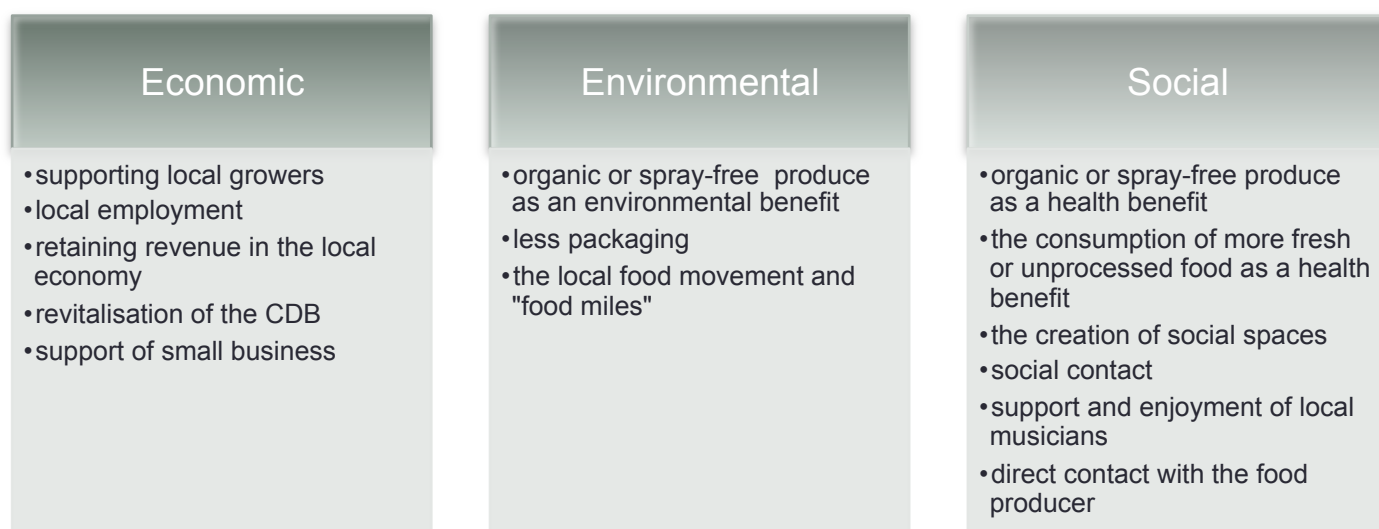 Economic
•supporting local growers
•local employment
•retaining revenue in the local
economy
•revitalisation of the CDB
•support of small business
Environmental
•organic or spray-free produce
as an environmental benefit
•less packaging
•the local food movement and
"food miles"
Social
•organic or spray-free produce
as a health benefit
•the consumption of more fresh
or unprocessed food as a health
benefit
•the creation of social spaces
•social contact
•support and enjoyment of local
musicians
•direct contact with the food
producer